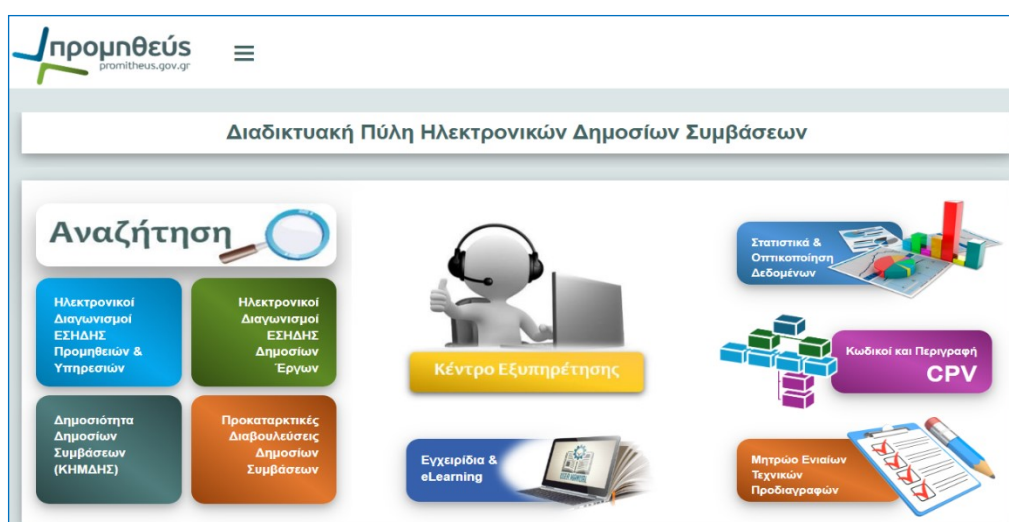 προμηθεύς
promitheus.gov.gr
Διαδικτυακή Πύλη Ηλεκτρονικών Δημοσίων Συμβάσεων
Αναζήτηση
Ηλεκτρονικοί
Διαγωνισμοί
ΕΣΗΔΗΣ
Προμηθειών &
Υπηρεσιών
Ηλεκτρονικοί
Διαγωνισμοί
ΕΣΗΔΗΣ
Δημοσίων
Έργων
Δημοσιότητα
Δημοσίων
Συμβάσεων
(ΚΗΜΔΗΣ)
Προκαταρκτικές
Διαβουλεύσεις
Δημοσίων
Συμβάσεων
Κέντρο Εξυπηρέτησης
Εγχειρίδια &
eLearning
Στατιστικά &
Οπτικοποίηση
Δεδομένων
Κωδικοί και Περιγραφή
CPV
Μητρώο Ενιαίων
Τεχνικών
Προδιαγραφών